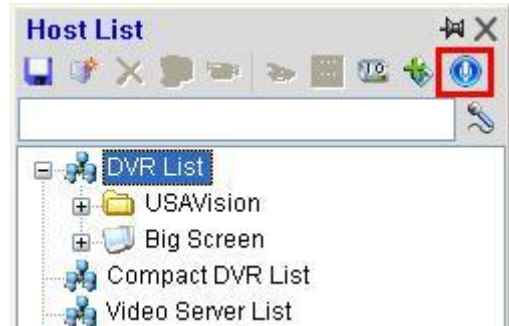 Host List
DVR List
USAVision
Big Screen
Compact DVR List
Video Server List